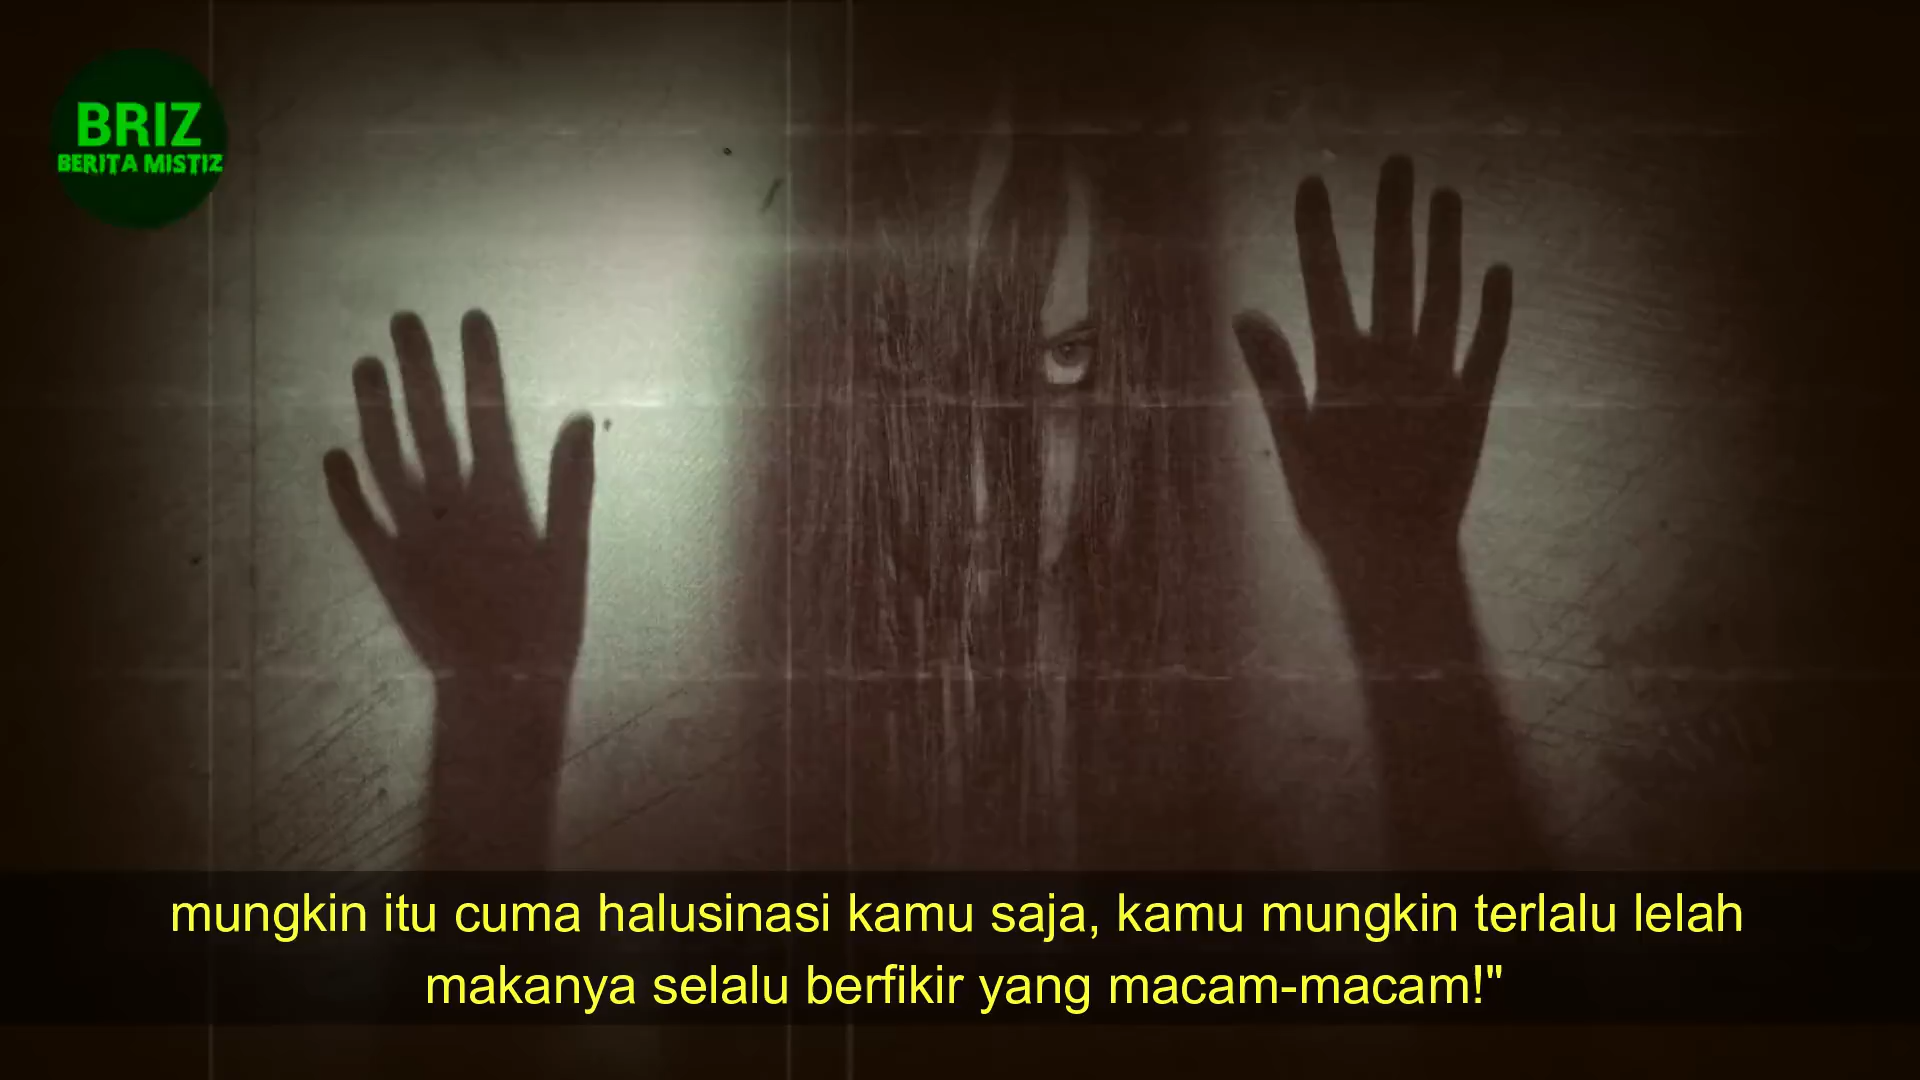 BRIZ
BERITA MISTIZ
mungkin itu cuma halusinasi kamu saja, kamu mungkin terlalu lelah
makanya selalu berfikir yang macam-macam!"